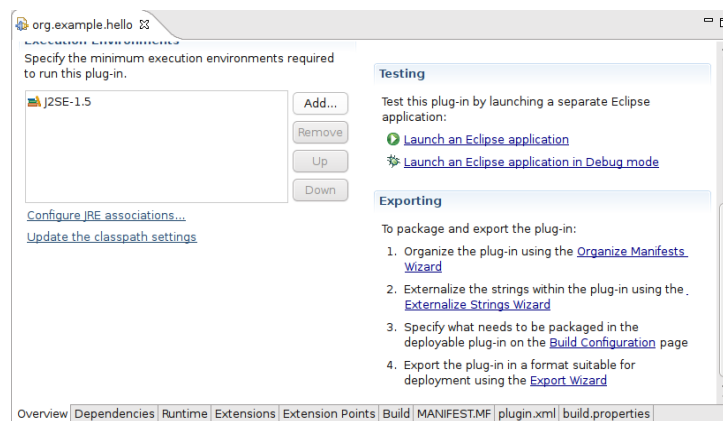 org.example.hello
Execution Environments
Specify the minimum execution environments required
to run this plug-in.
J2SE-1.5
Add...
Remove
Up
Down
Configure JRE associations...
Update the classpath settings
Testing
Test this plug-in by launching a separate Eclipse
application:
Launch an Eclipse application
Launch an Eclipse application in Debug mode
Exporting
To package and export the plug-in:
1. Organize the plug-in using the Organize Manifests
Wizard
2. Externalize the strings within the plug-in using the
Externalize Strings Wizard
3. Specify what needs to be packaged in the
deployable plug-in on the Build Configuration page
4. Export the plug-in in a format suitable for
deployment using the Export Wizard
Overview Dependencies Runtime Extensions Extension Points Build MANIFEST.MF plugin.xml build.properties